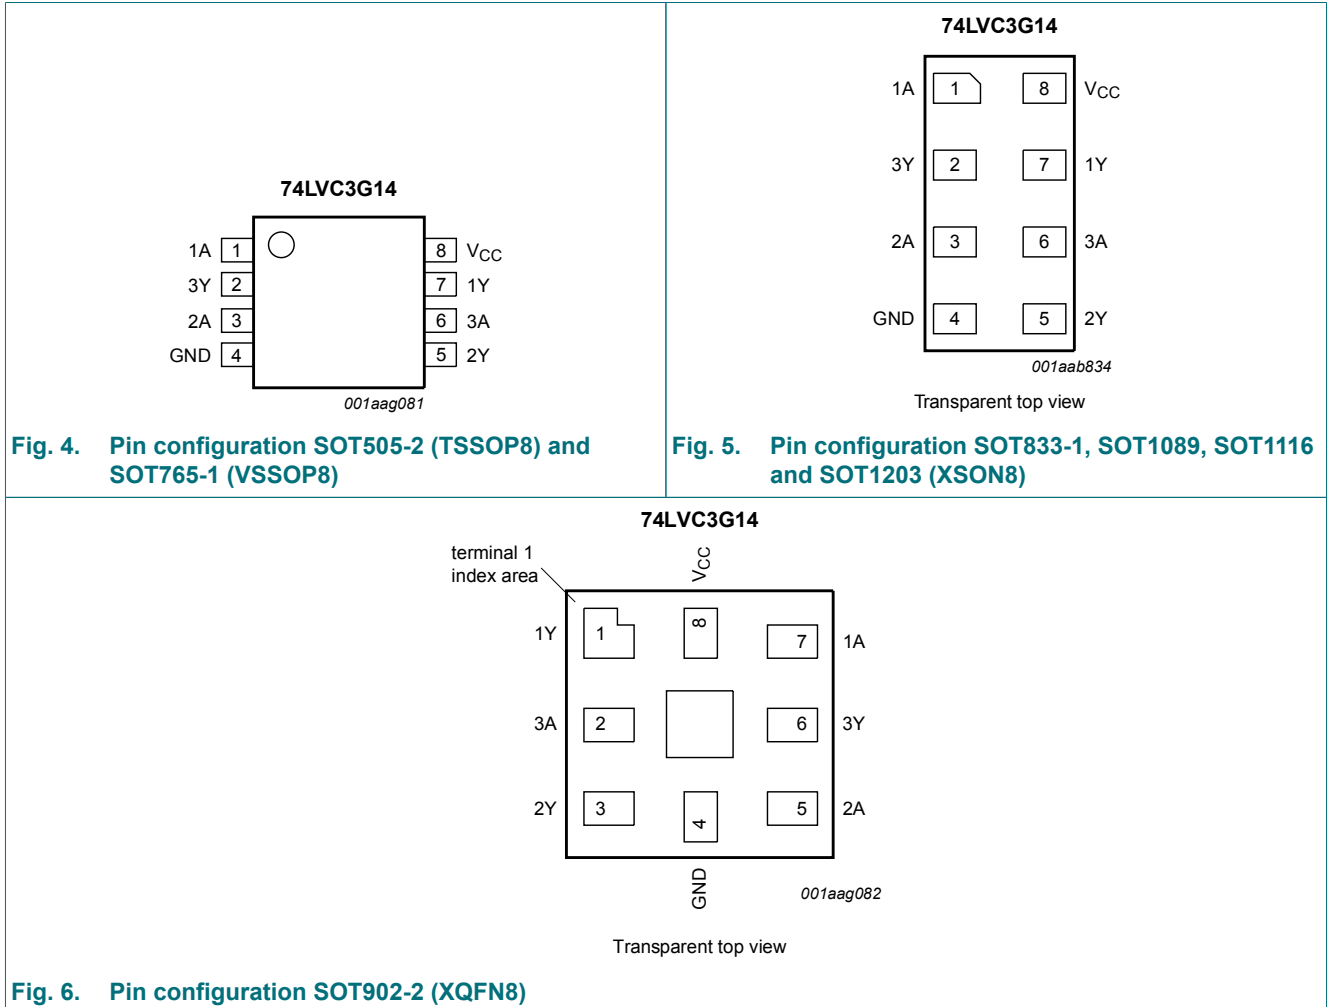 74LVC3G14
1A 1 8 VCC
3Y 2 7 1Y
2A 3 6 3A
GND 4 5 2Y
001aag081
Fig. 4. Pin configuration SOT505-2 (TSSOP8) and
SOT765-1 (VSSOP8)
74LVC3G14
1A 1 8 VCC
3Y 2 7 1Y
2A 3 6 3A
GND 4 5 2Y
001aab834
Transparent top view
Fig. 5. Pin configuration SOT833-1, SOT1089, SOT1116
and SOT1203 (XSON8)
74LVC3G14
terminal 1
index area
VCC
1Y 1 8 7 1A
3A 2 6 3Y
2Y 3 4 5 2A
GND
001aag082
Transparent top view
Fig. 6. Pin configuration SOT902-2 (XQFN8)